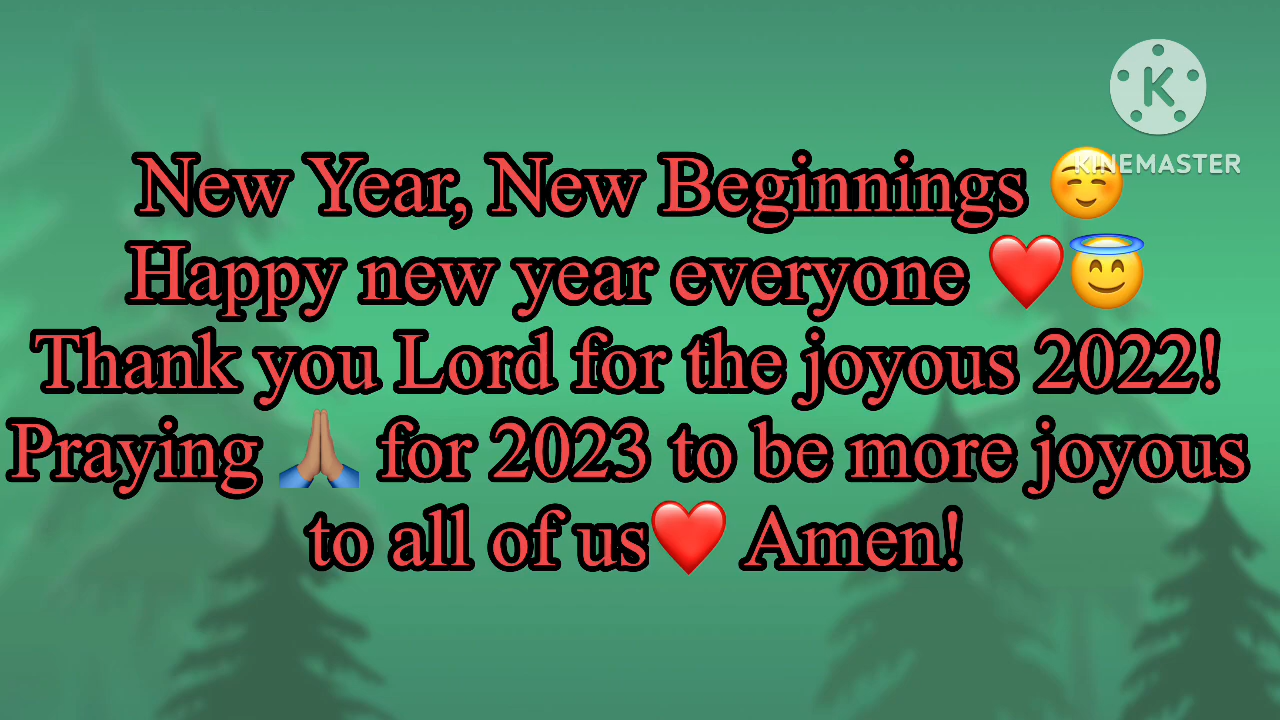 K
KINEMASTER
New Year, New Beginnings ☺️
Happy new year everyone ❤️😇
Thank you Lord for the joyous 2022!
Praying 🙏🏽 for 2023 to be more joyous
to all of us❤️ Amen!